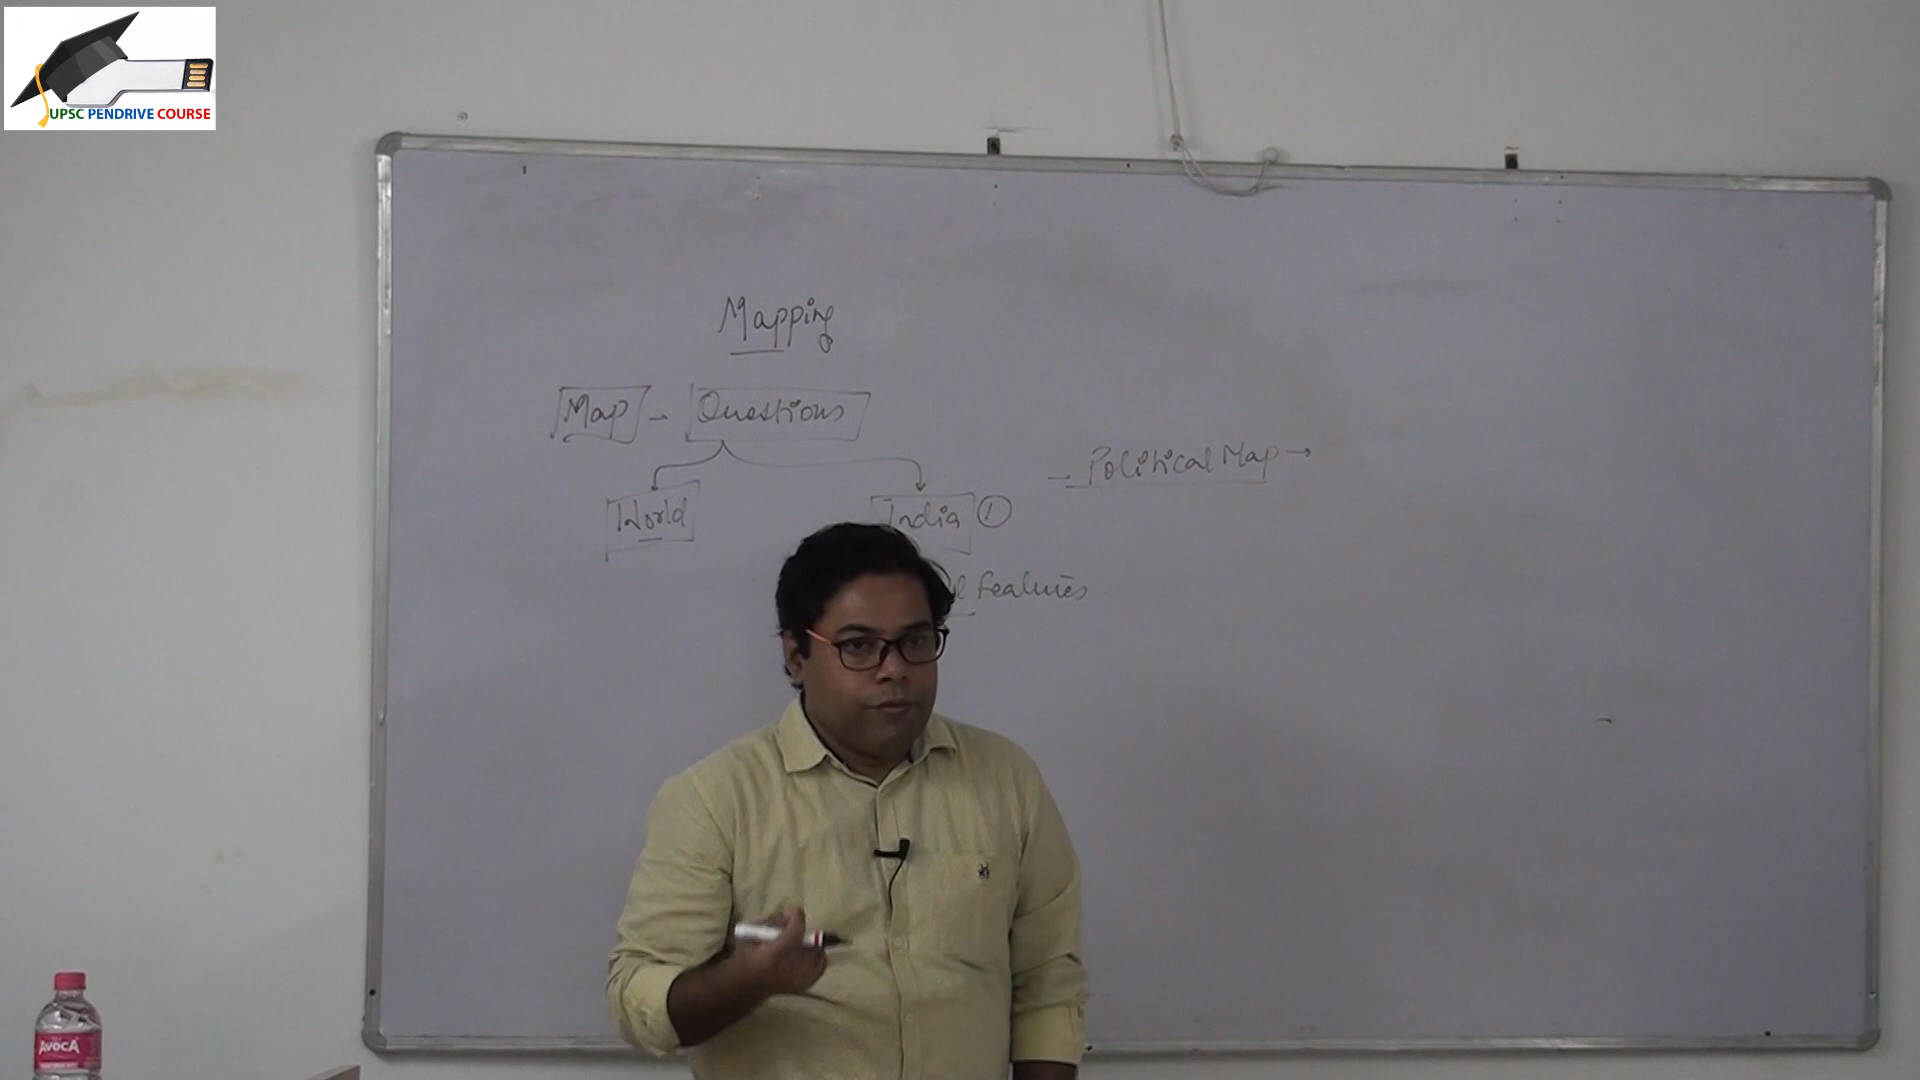 UPSC PENDRIVE COURSE
Mapping
Map - Questions
World
India ①
→ Political Map →
Features
AVOCA